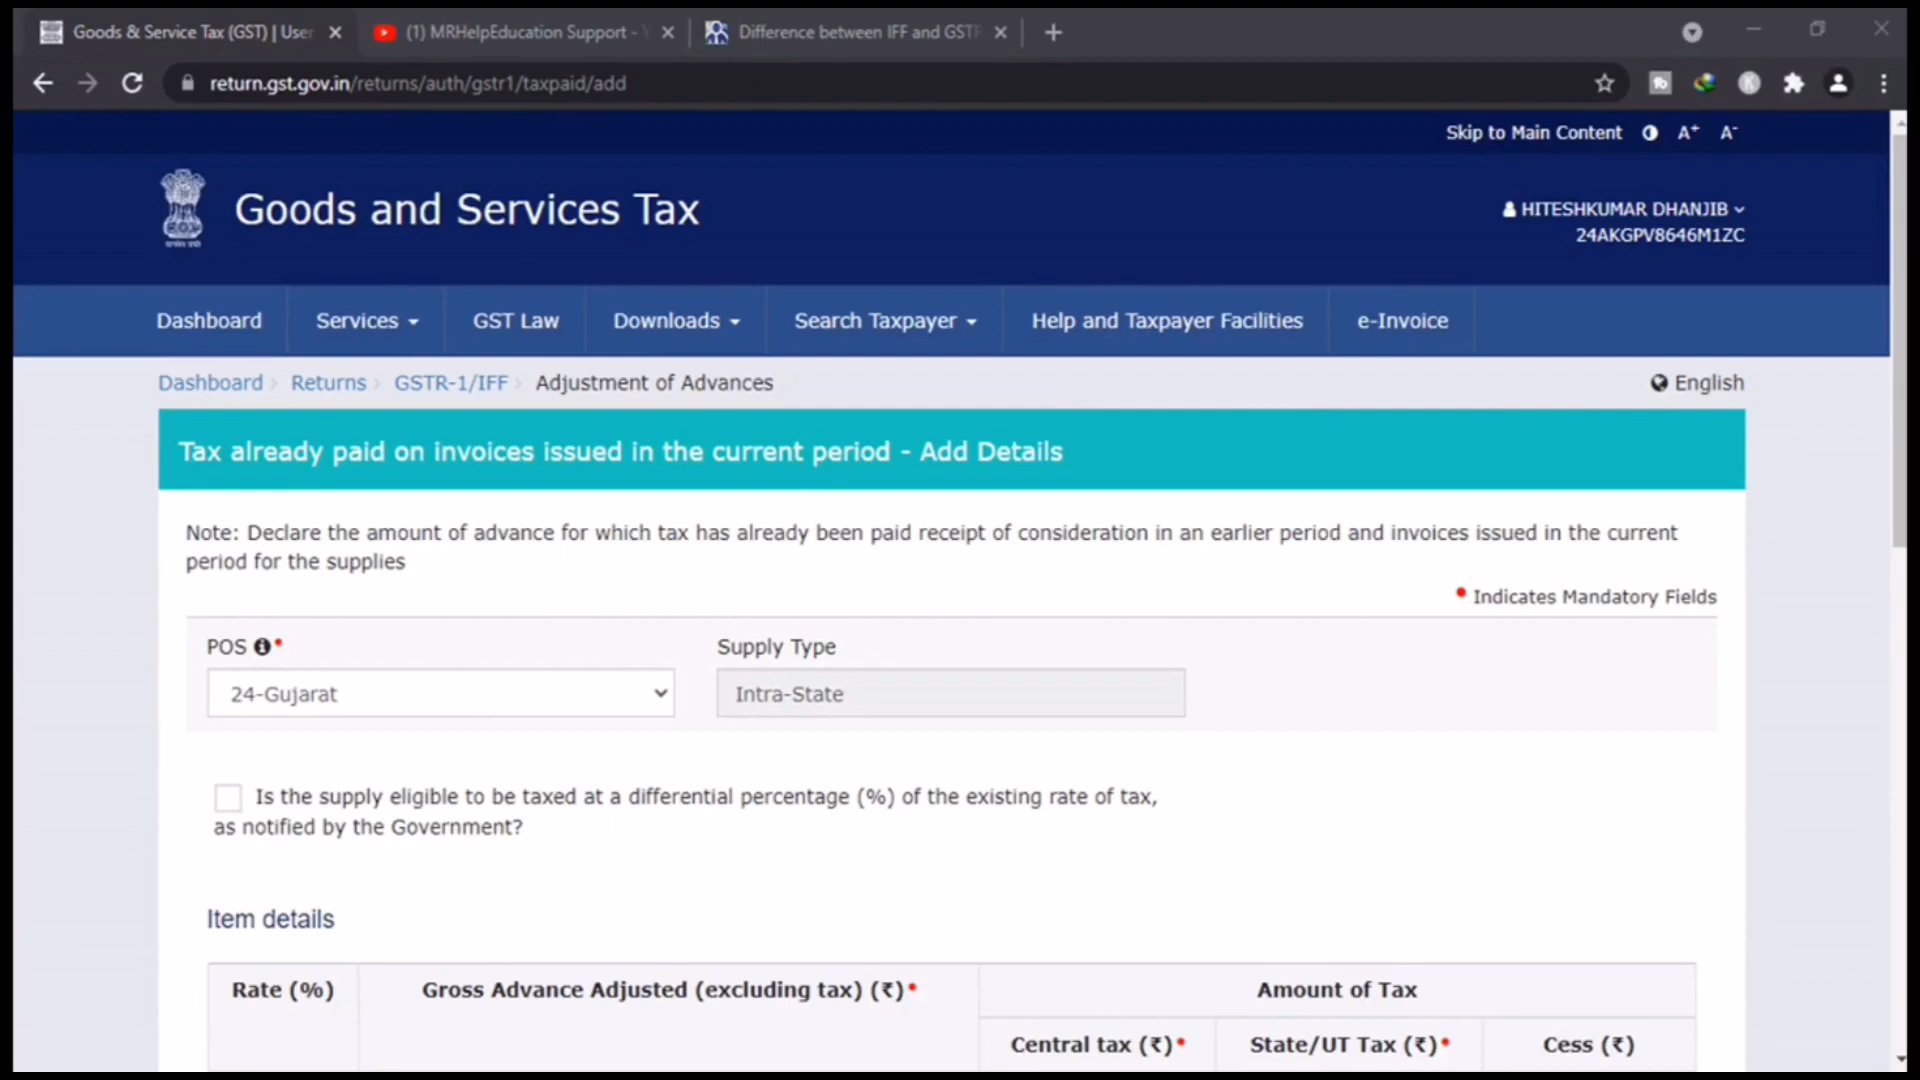 Goods & Service Tax (GST) | User
(1) MRHelpEducation Support -
Difference between IFF and GSTR
return.gst.gov.in/returns/auth/gstr1/taxpaid/add
Skip to Main Content A+ A-
Goods and Services Tax
HITESHKUMAR DHANJIB
24AKGPV8646M1ZC
Dashboard Services GST Law Downloads Search Taxpayer Help and Taxpayer Facilities e-Invoice
Dashboard Returns GSTR-1/IFF Adjustment of Advances English
Tax already paid on invoices issued in the current period - Add Details
Note: Declare the amount of advance for which tax has already been paid receipt of consideration in an earlier period and invoices issued in the current
period for the supplies
• Indicates Mandatory Fields
POS • Supply Type
24-Gujarat Intra-State
Is the supply eligible to be taxed at a differential percentage (%) of the existing rate of tax,
as notified by the Government?
Item details
Rate (%) Gross Advance Adjusted (excluding tax) (₹)• Amount of Tax
Central tax (₹)• State/UT Tax (₹)• Cess (₹)